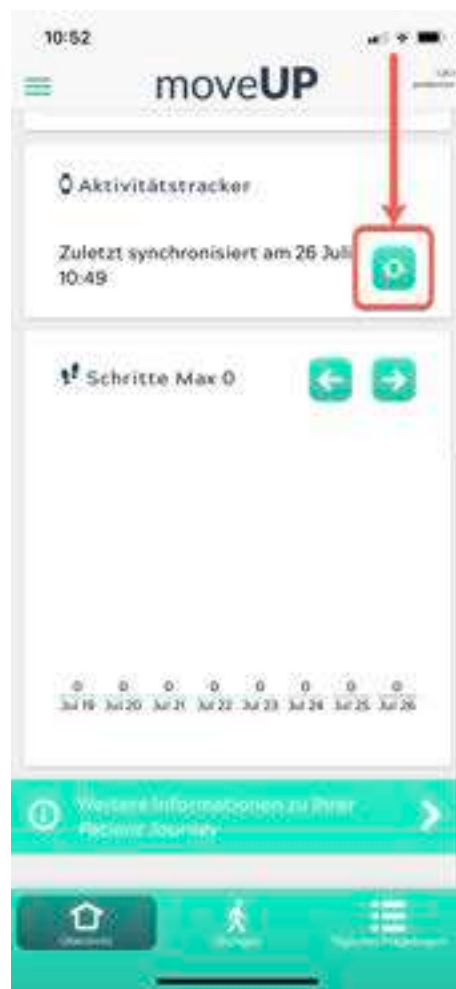 10:52
moveUP
Aktivitätstracker
Zuletzt synchronisiert am 26 Juli
10:49
Schritte Max 0
0 0 0 0 0 0 0 0
Jul 19 Jul 20 Jul 21 Jul 22 Jul 23 Jul 24 Jul 25 Jul 26
Weitere Informationen zu Ihrer
Patient Journey
Übersicht Übungen